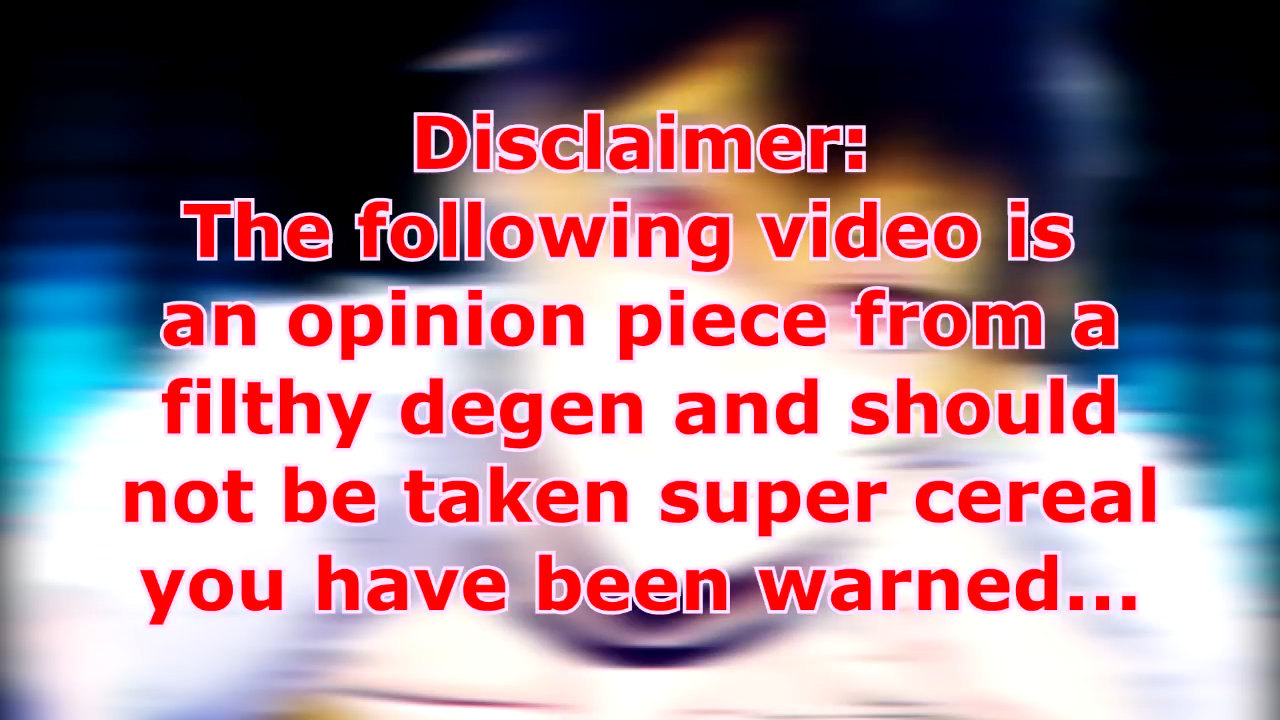 Disclaimer:
The following video is
an opinion piece from a
filthy degen and should
not be taken super cereal
you have been warned...